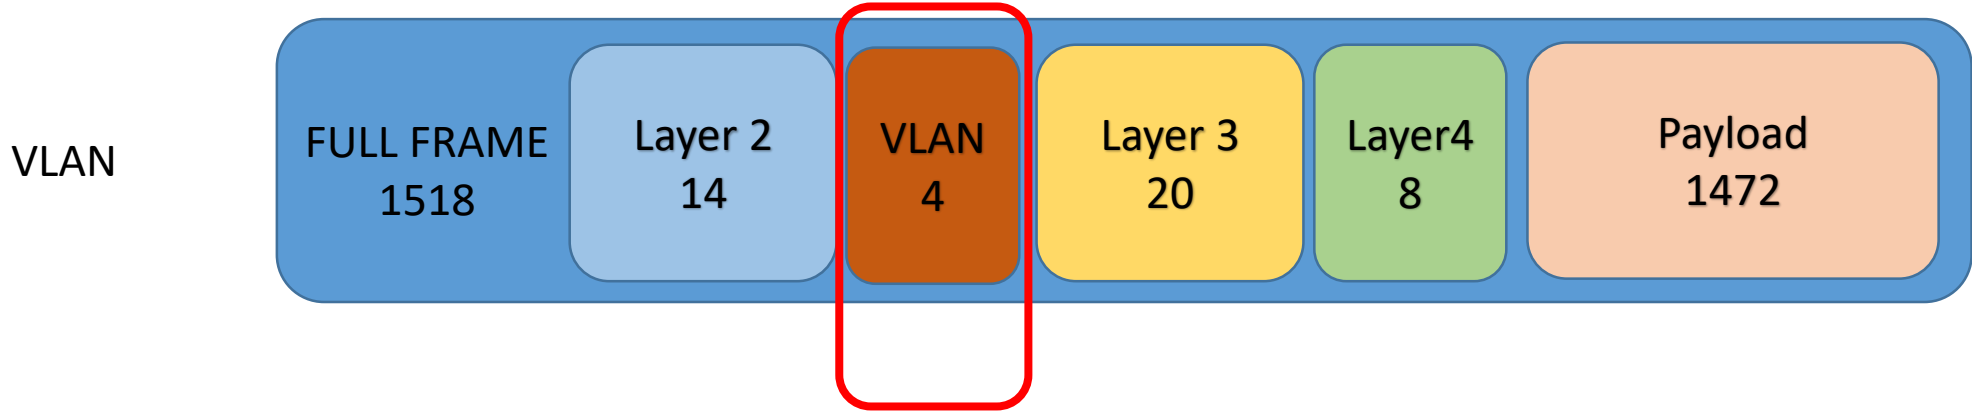 VLAN
FULL FRAME
1518
Layer 2
14
VLAN
4
Layer 3
20
Layer4
8
Payload
1472